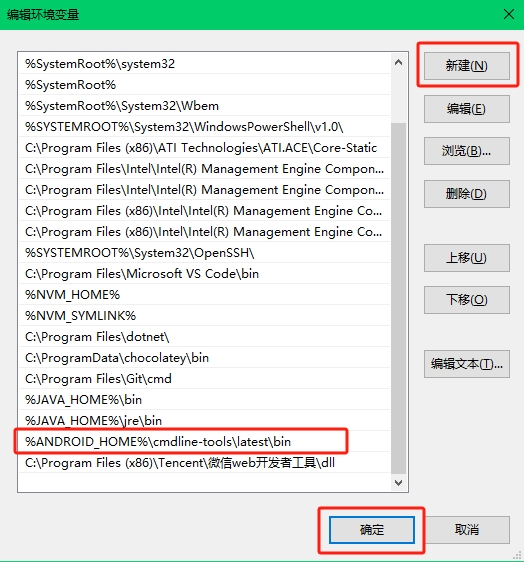 编辑环境变量
%SystemRoot%\system32
%SystemRoot%
%SystemRoot%\System32\Wbem
%SYSTEMROOT%\System32\WindowsPowerShell\v1.0\
C:\Program Files (x86)\ATI Technologies\ATI.ACE\Core-Static
C:\Program Files (x86)\Intel\Intel(R) Management Engine Compon...
C:\Program Files\Intel\Intel(R) Management Engine Compon...
C:\Program Files (x86)\Intel\Intel(R) Management Engine Co...
C:\Program Files (x86)\Intel\Intel(R) Management Engine Co...
%SYSTEMROOT%\System32\OpenSSH\
C:\Program Files\Microsoft VS Code\bin
%NVM_HOME%
%NVM_SYMLINK%
C:\Program Files\dotnet\
C:\ProgramData\chocolatey\bin
C:\Program Files\Git\cmd
%JAVA_HOME%\bin
%JAVA_HOME%\jre\bin
%ANDROID_HOME%\cmdline-tools\latest\bin
C:\Program Files (x86)\Tencent\微信web开发者工具\dll
新建(N)
编辑(E)
浏览(B)...
删除(D)
上移(U)
下移(O)
编辑文本(T)...
确定
取消